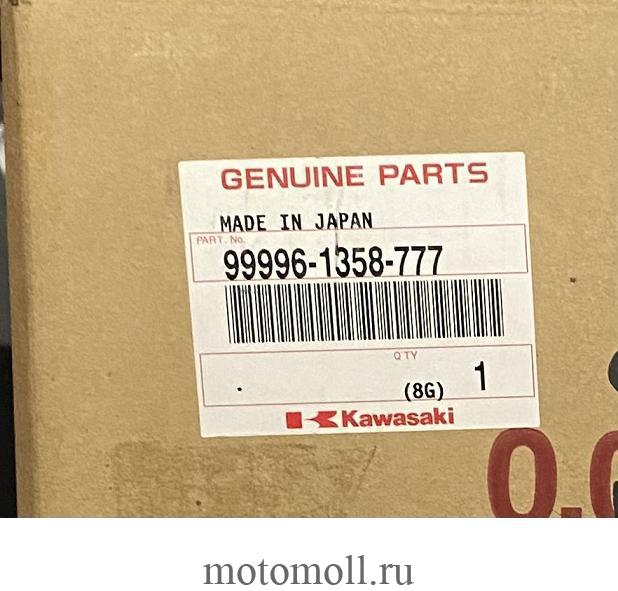 GENUINE PARTS
MADE IN JAPAN
PART. No.
99996-1358-777
QTY
(8G) 1
Kawasaki
motomoll.ru